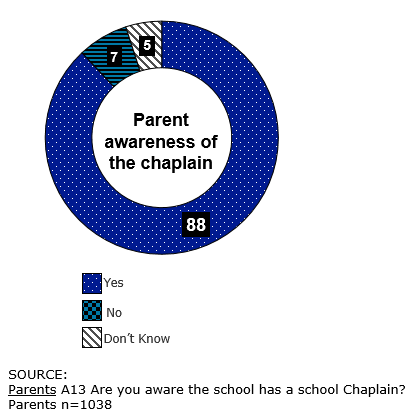 7
5
Parent
awareness of
the chaplain
88
Yes
No
Don't Know
SOURCE:
Parents A13 Are you aware the school has a school Chaplain?
Parents n=1038